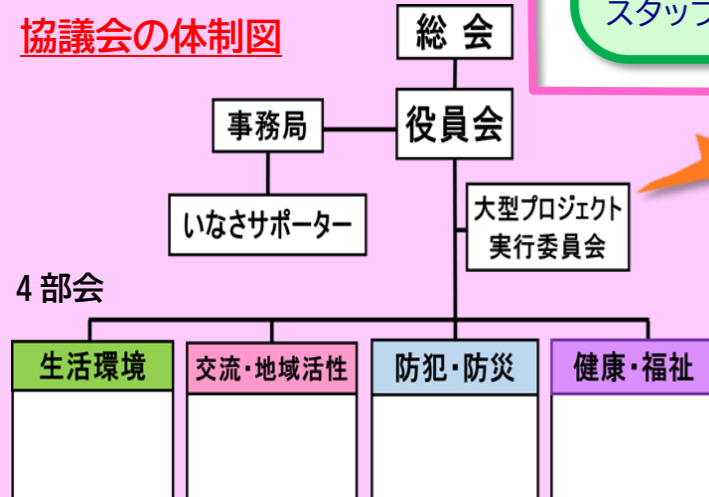 協議会の体制図
スタッフ
総会
事務局
役員会
いなさサポーター
大型プロジェクト
実行委員会
4部会
生活環境
交流・地域活性
防犯・防災
健康・福祉